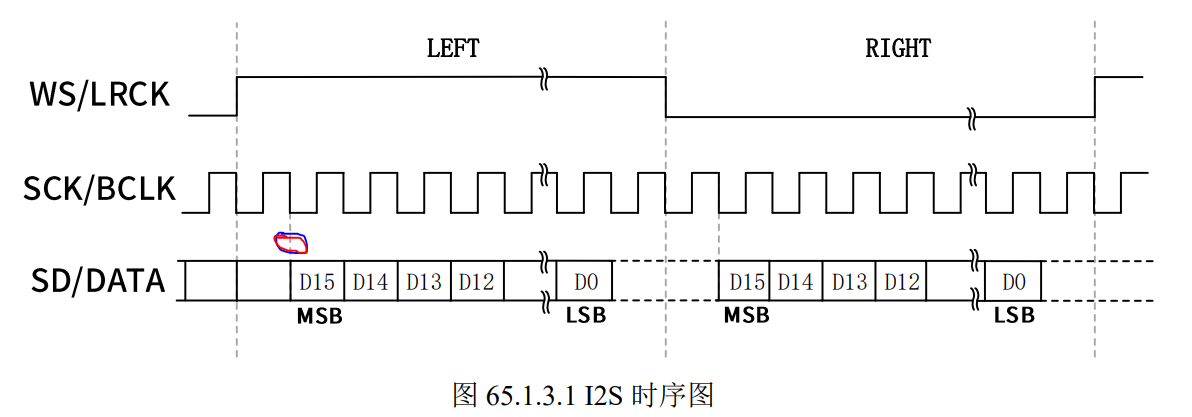 LEFT RIGHT
WS/LRCK
SCK/BCLK
SD/DATA D15 D14 D13 D12 D0 D15 D14 D13 D12 D0
MSB LSB MSB LSB
图 65.1.3.1 I2S 时序图